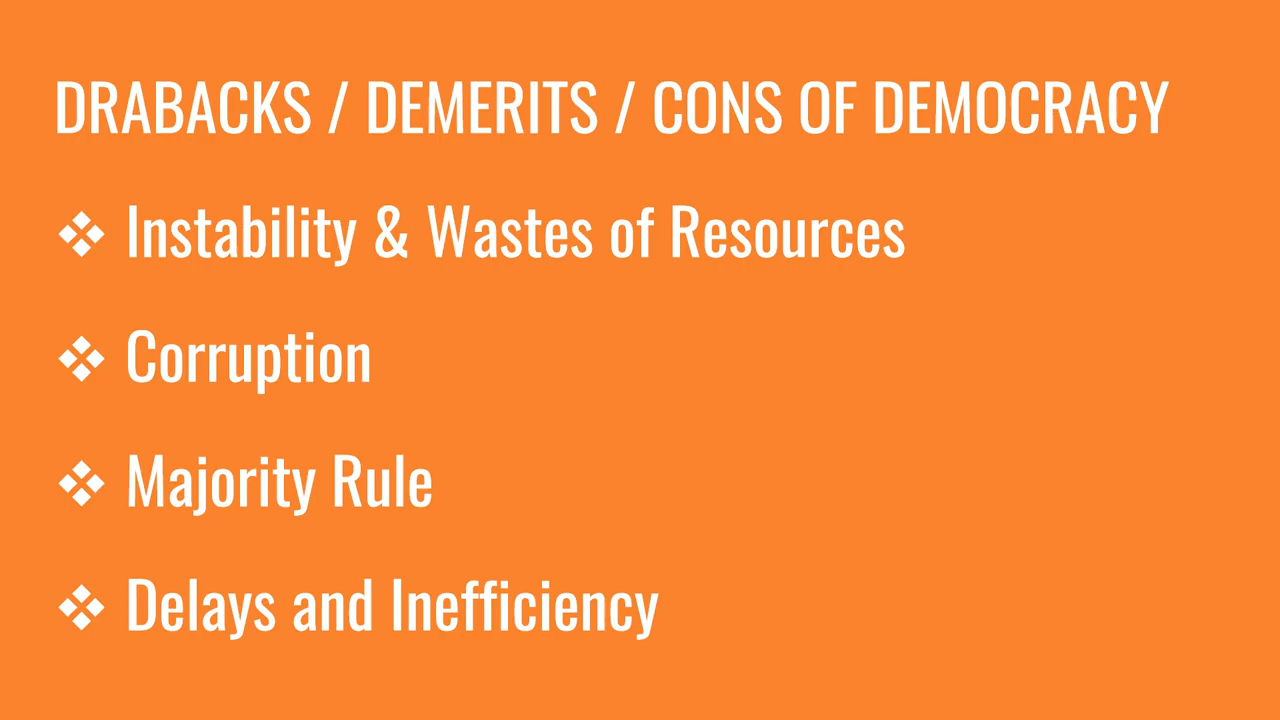 DRABACKS / DEMERITS / CONS OF DEMOCRACY
❖ Instability & Wastes of Resources
❖ Corruption
❖ Majority Rule
❖ Delays and Inefficiency